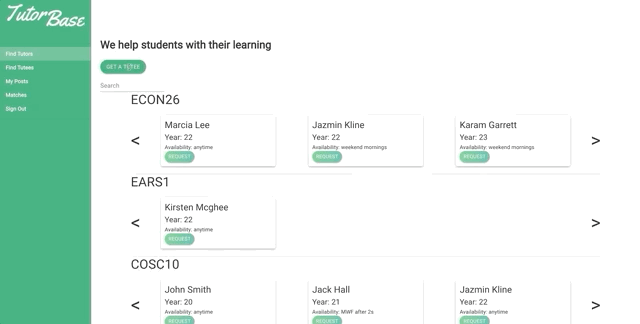 TutorBase
Find Tutors
Find Tutees
My Posts
Matches
Sign Out
We help students with their learning
GET A TUTEE
Search
ECON26
< Marcia Lee Jazmin Kline Karam Garrett >
Year: 22 Year: 22 Year: 23
Availability: anytime Availability: weekend mornings Availability: weekend mornings
REQUEST REQUEST REQUEST
EARS1
< Kirsten Mcghee >
Year: 22
Availability: anytime
REQUEST
COSC10
< John Smith Jack Hall Jazmin Kline >
Year: 20 Year: 21 Year: 22
Availability: anytime Availability: MWF after 2s Availability: anytime
REQUEST REQUEST REQUEST